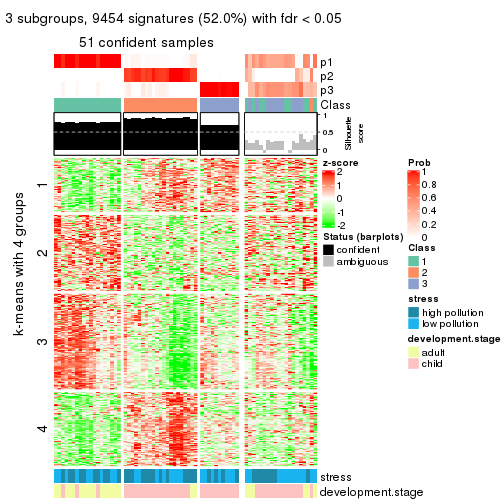 3 subgroups, 9454 signatures (52.0%) with fdr < 0.05
51 confident samples
p1
p2
p3
Class
1
0.5
0
Silhouette
score
k-means with 4 groups
1
2
3
4
z-score
2
1
0
-1
-2
Status (barplots)
confident
ambiguous
Prob
1
0.8
0.6
0.4
0.2
0
Class
1
2
3
stress
high pollution
low pollution
development.stage
adult
child
stress
development.stage